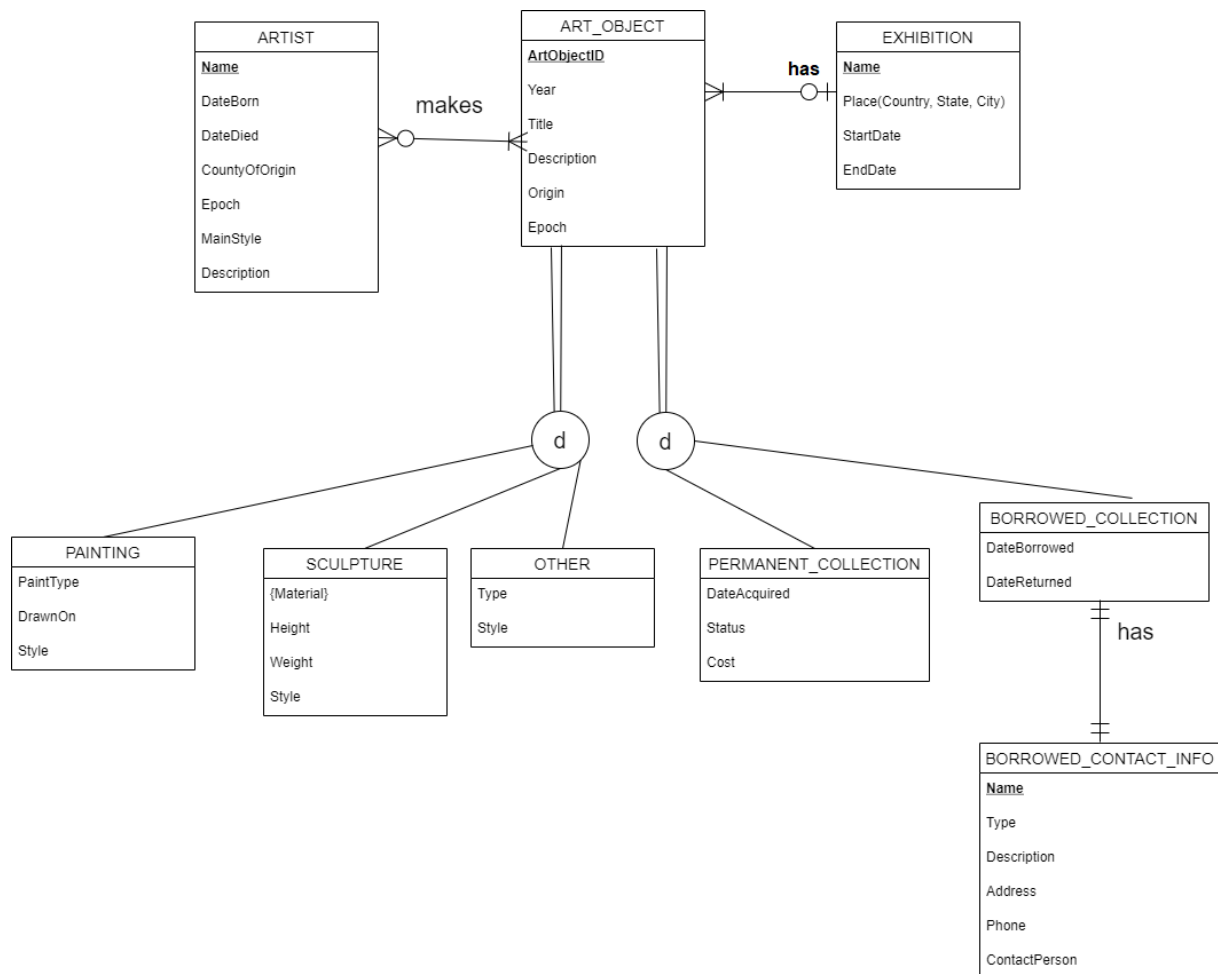 ARTIST
Name
DateBorn
DateDied
CountyOfOrigin
Epoch
MainStyle
Description
makes
ART_OBJECT
ArtObjectID
Year
Title
Description
Origin
Epoch
has
EXHIBITION
Name
Place(Country, State, City)
StartDate
EndDate
d
d
PAINTING
PaintType
DrawnOn
Style
SCULPTURE
{Material}
Height
Weight
Style
OTHER
Type
Style
PERMANENT_COLLECTION
DateAcquired
Status
Cost
BORROWED_COLLECTION
DateBorrowed
DateReturned
has
BORROWED_CONTACT_INFO
Name
Type
Description
Address
Phone
ContactPerson